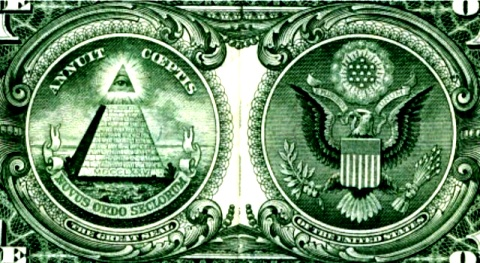 ANNUIT CŒPTIS
NOVUS ORDO SECLORUM
THE GREAT SEAL
OF THE UNITED STATES